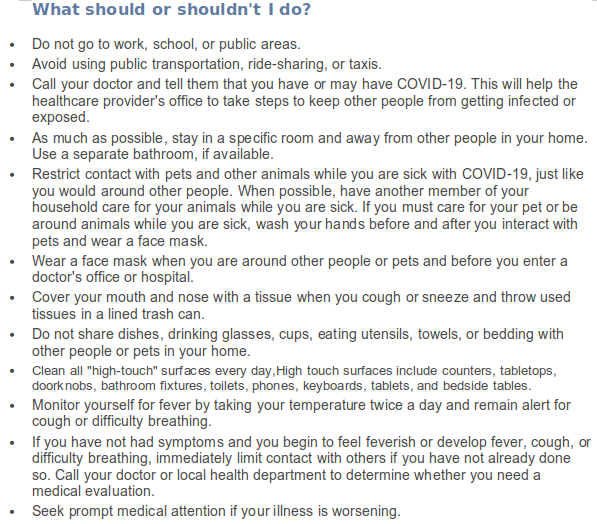 What should or shouldn't I do?
• Do not go to work, school, or public areas.
• Avoid using public transportation, ride-sharing, or taxis.
• Call your doctor and tell them that you have or may have COVID-19. This will help the
healthcare provider's office to take steps to keep other people from getting infected or
exposed.
• As much as possible, stay in a specific room and away from other people in your home.
Use a separate bathroom, if available.
• Restrict contact with pets and other animals while you are sick with COVID-19, just like
you would around other people. When possible, have another member of your
household care for your animals while you are sick. If you must care for your pet or be
around animals while you are sick, wash your hands before and after you interact with
pets and wear a face mask.
• Wear a face mask when you are around other people or pets and before you enter a
doctor's office or hospital.
• Cover your mouth and nose with a tissue when you cough or sneeze and throw used
tissues in a lined trash can.
• Do not share dishes, drinking glasses, cups, eating utensils, towels, or bedding with
other people or pets in your home.
• Clean all "high-touch" surfaces every day,High touch surfaces include counters, tabletops,
doorknobs, bathroom fixtures, toilets, phones, keyboards, tablets, and bedside tables.
• Monitor yourself for fever by taking your temperature twice a day and remain alert for
cough or difficulty breathing.
• If you have not had symptoms and you begin to feel feverish or develop fever, cough, or
difficulty breathing, immediately limit contact with others if you have not already done
so. Call your doctor or local health department to determine whether you need a
medical evaluation.
• Seek prompt medical attention if your illness is worsening.